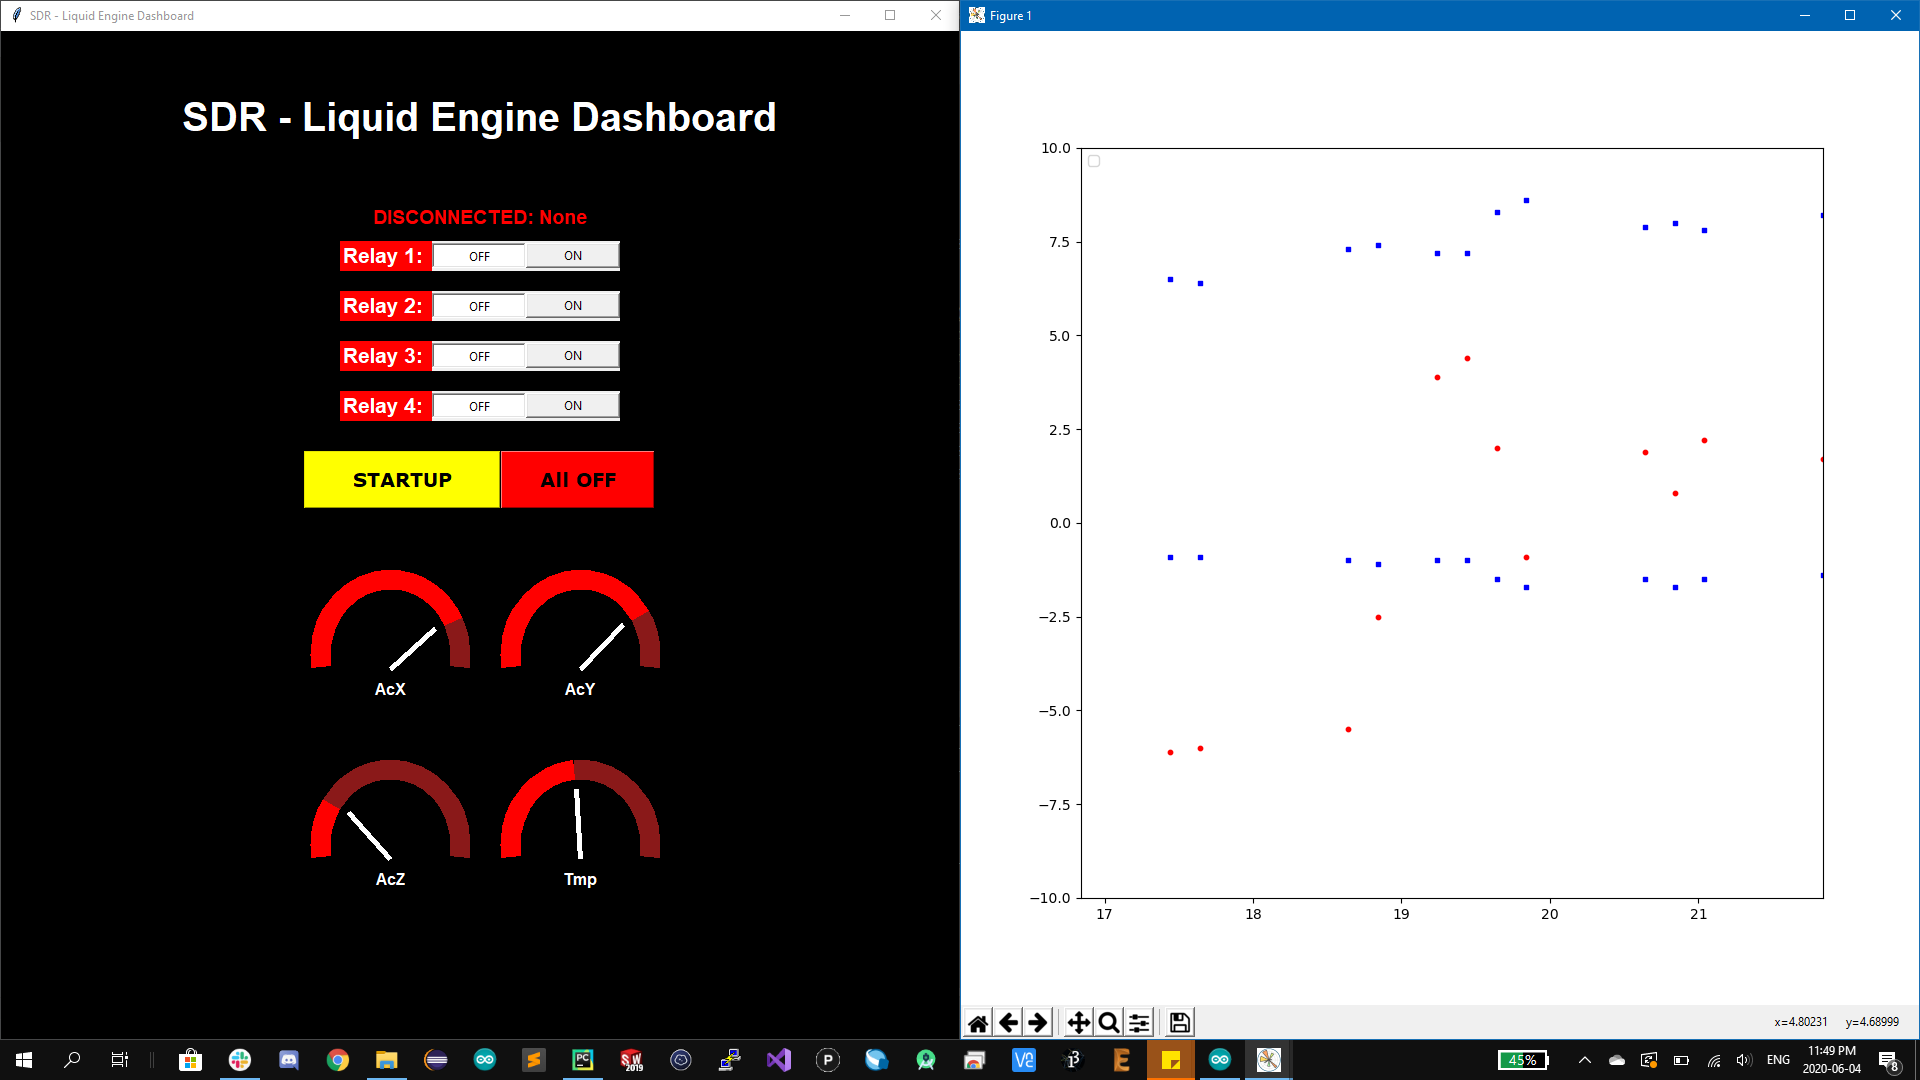 SDR - Liquid Engine Dashboard
SDR - Liquid Engine Dashboard
DISCONNECTED: None
Relay 1: OFF ON
Relay 2: OFF ON
Relay 3: OFF ON
Relay 4: OFF ON
STARTUP All OFF
AcX AcY
AcZ Tmp
Figure 1
10.0
7.5
5.0
2.5
0.0
−2.5
−5.0
−7.5
−10.0
17 18 19 20 21
x=4.80231 y=4.68999
PC
SW
2019
P
45%
ENG
11:49 PM
2020-06-04
8